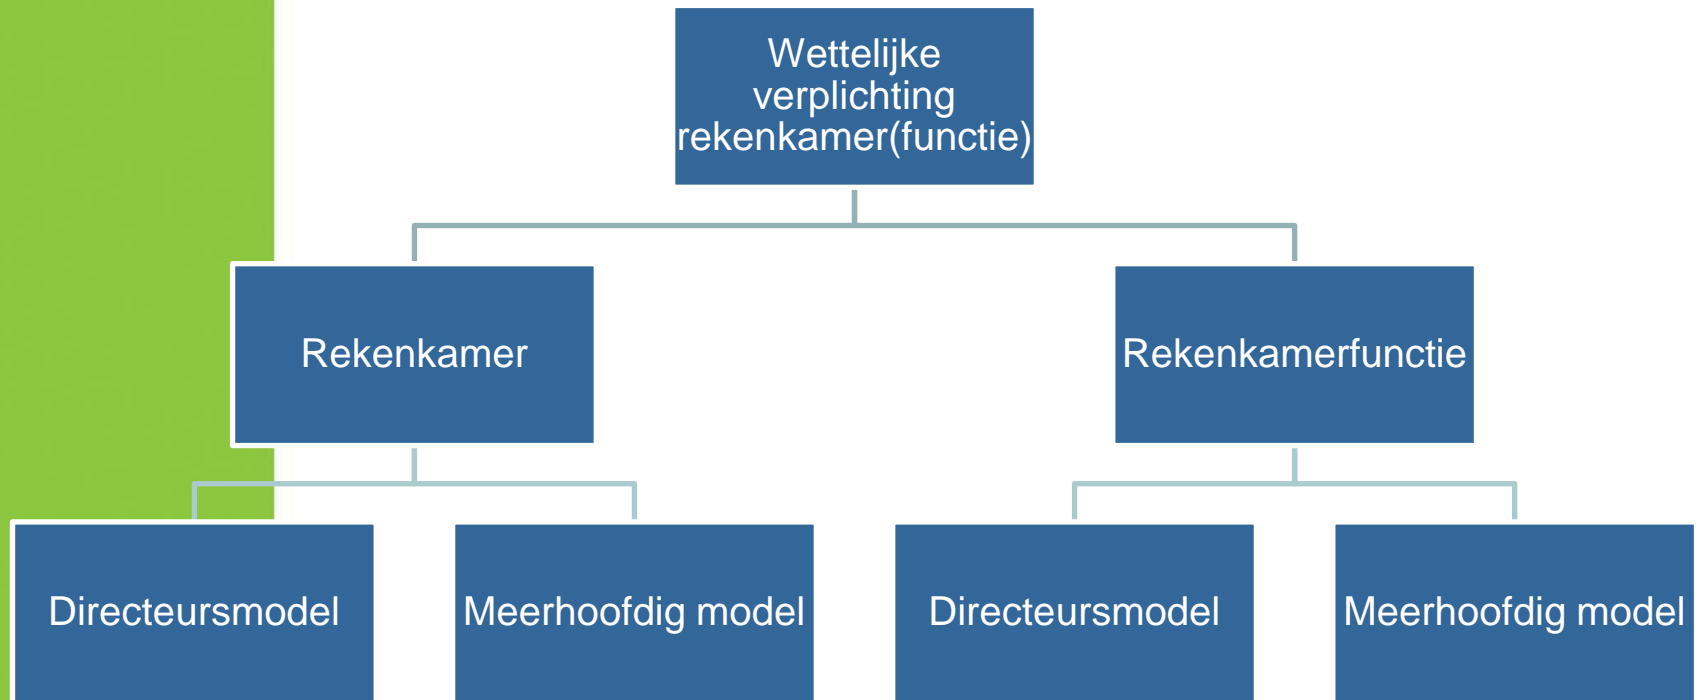 Wettelijke
verplichting
rekenkamer(functie)
Rekenkamer
Rekenkamerfunctie
Directeursmodel
Meerhoofdig model
Directeursmodel
Meerhoofdig model